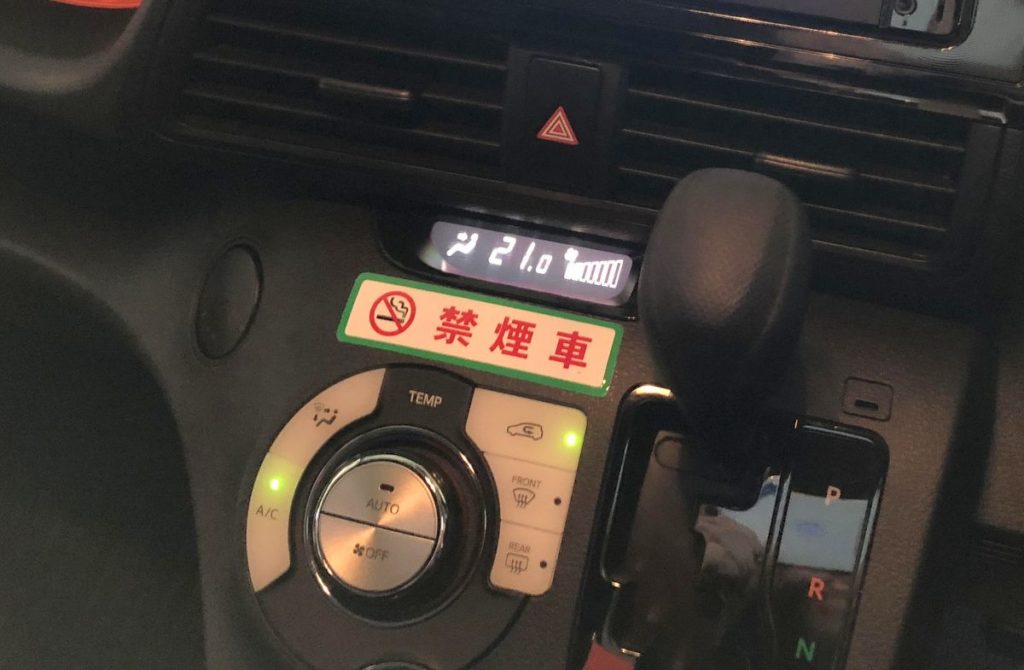 21.0
禁煙車
TEMP
A/C
AUTO
OFF
FRONT
REAR
P
R
N